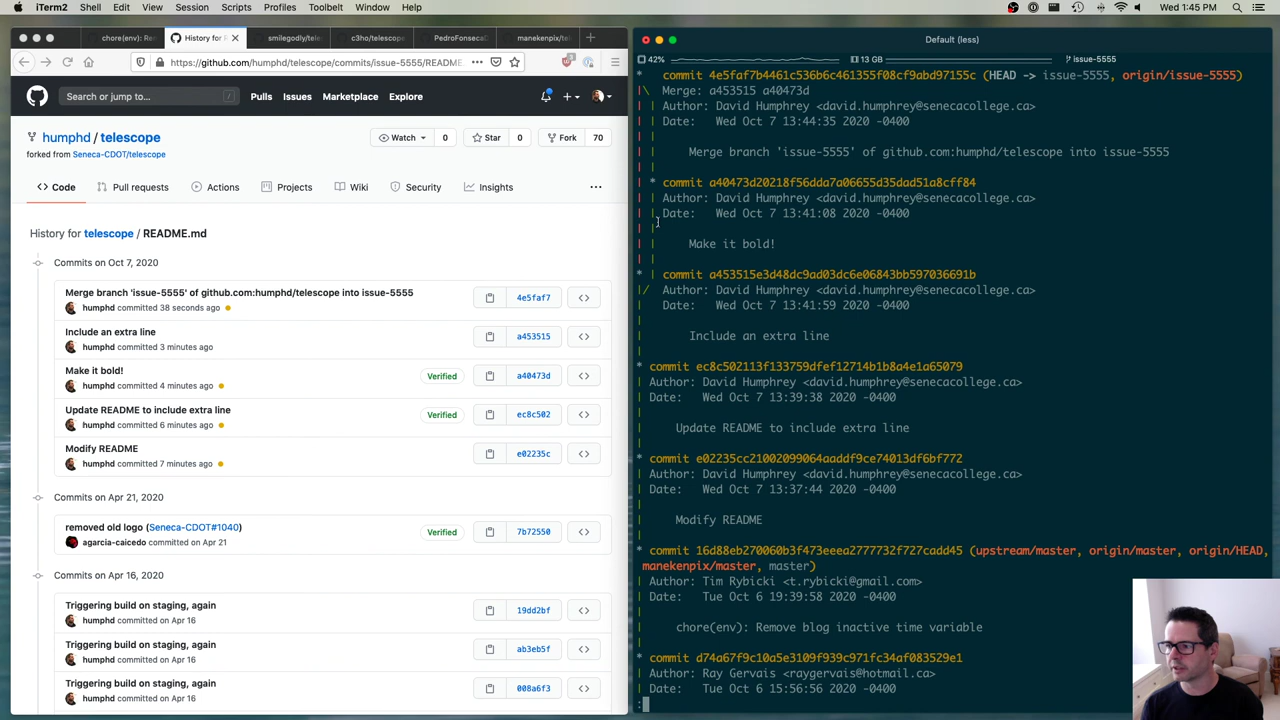 iTerm2 Shell Edit View Session Scripts Profiles Toolbelt Window Help
Wed 1:45 PM
chore(env): Rem
History for R
smilegodly/tele
c3ho/telescope
PedroFonsecaD
manekenpix/tel
https://github.com/humphd/telescope/commits/issue-5555/README
Search or jump to...
/
Pulls Issues Marketplace Explore
humphd / telescope
forked from Seneca-CDOT/telescope
Watch 0 Star 0 Fork 70
Code Pull requests Actions Projects Wiki Security Insights
History for telescope / README.md
Commits on Oct 7, 2020
Merge branch 'issue-5555' of github.com:humphd/telescope into issue-5555
humphd committed 38 seconds ago
4e5faf7
Include an extra line
humphd committed 3 minutes ago
a453515
Make it bold!
humphd committed 4 minutes ago
Verified
a40473d
Update README to include extra line
humphd committed 6 minutes ago
Verified
ec8c502
Modify README
humphd committed 7 minutes ago
e02235c
Commits on Apr 21, 2020
removed old logo (Seneca-CDOT#1040)
agarcia-caicedo committed on Apr 21
Verified
7b72550
Commits on Apr 16, 2020
Triggering build on staging, again
humphd committed on Apr 16
19dd2bf
Triggering build on staging, again
humphd committed on Apr 16
ab3eb5f
Triggering build on staging, again
humphd committed on Apr 16
008a6f3
Default (less)
42% 13 GB issue-5555
* commit 4e5faf7b4461c536b6c461355f08cf9abd97155c (HEAD -> issue-5555, origin/issue-5555)
|\ Merge: a453515 a40473d
| | Author: David Humphrey <david.humphrey@senecacollege.ca>
| | Date: Wed Oct 7 13:44:35 2020 -0400
| | Merge branch 'issue-5555' of github.com:humphd/telescope into issue-5555
| * commit a40473d20218f56dda7a06655d35dad51a8cff84
| | Author: David Humphrey <david.humphrey@senecacollege.ca>
| | Date: Wed Oct 7 13:41:08 2020 -0400
| | Make it bold!
* | commit a453515e3d48dc9ad03dc6e06843bb597036691b
|/ Author: David Humphrey <david.humphrey@senecacollege.ca>
| Date: Wed Oct 7 13:41:59 2020 -0400
| Include an extra line
* commit ec8c502113f133759dfef12714b1b8a4e1a65079
| Author: David Humphrey <david.humphrey@senecacollege.ca>
| Date: Wed Oct 7 13:39:38 2020 -0400
| Update README to include extra line
* commit e02235cc21002099064aaddf9ce74013df6bf772
| Author: David Humphrey <david.humphrey@senecacollege.ca>
| Date: Wed Oct 7 13:37:44 2020 -0400
| Modify README
* commit 16d88eb270060b3f473eeea2777732f727cadd45 (upstream/master, origin/master, origin/HEAD,
manekenpix/master, master)
| Author: Tim Rybicki <t.rybicki@gmail.com>
| Date: Tue Oct 6 19:39:58 2020 -0400
| chore(env): Remove blog inactive time variable
* commit d74a67f9c10a5e3109f939c971fc34af083529e1
| Author: Ray Gervais <raygervais@hotmail.ca>
| Date: Tue Oct 6 15:56:56 2020 -0400
: